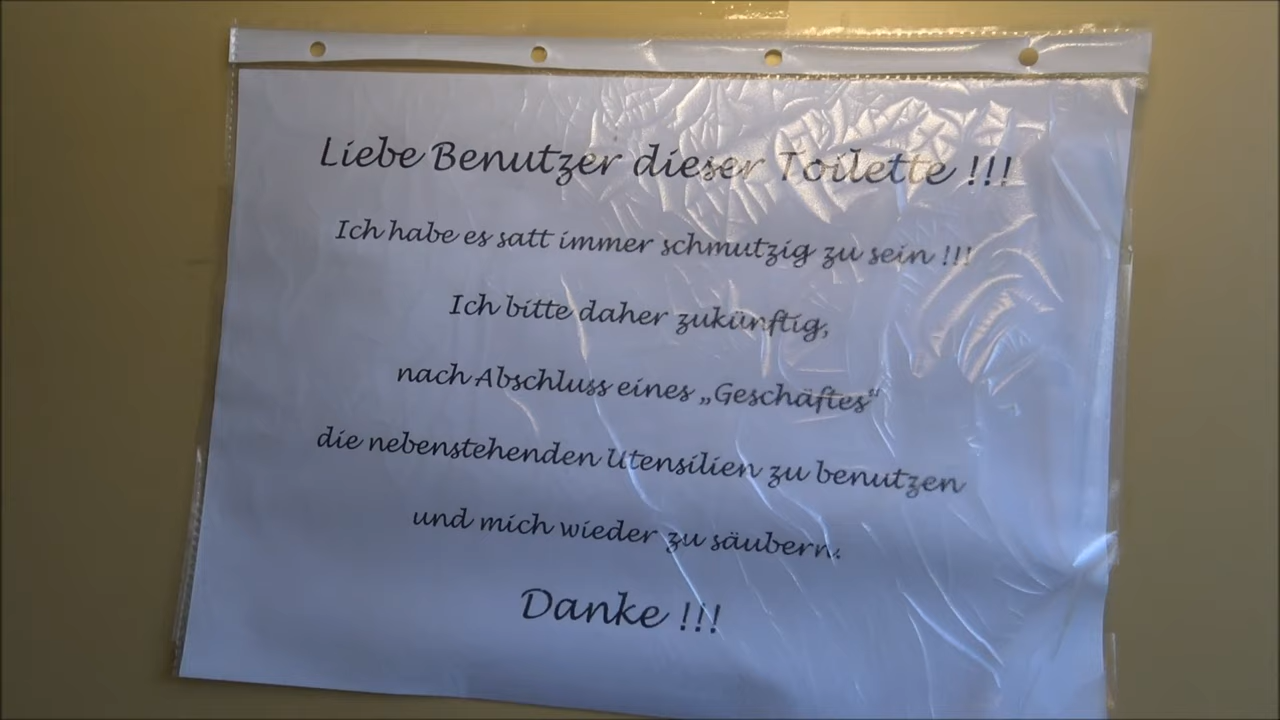 Liebe Benutzer dieser Toilette !!!
Ich habe es satt immer schmutzig zu sein !!!
Ich bitte daher zukünftig,
nach Abschluss eines „Geschäftes“
die nebenstehenden Utensilien zu benutzen
und mich wieder zu säubern.
Danke !!!